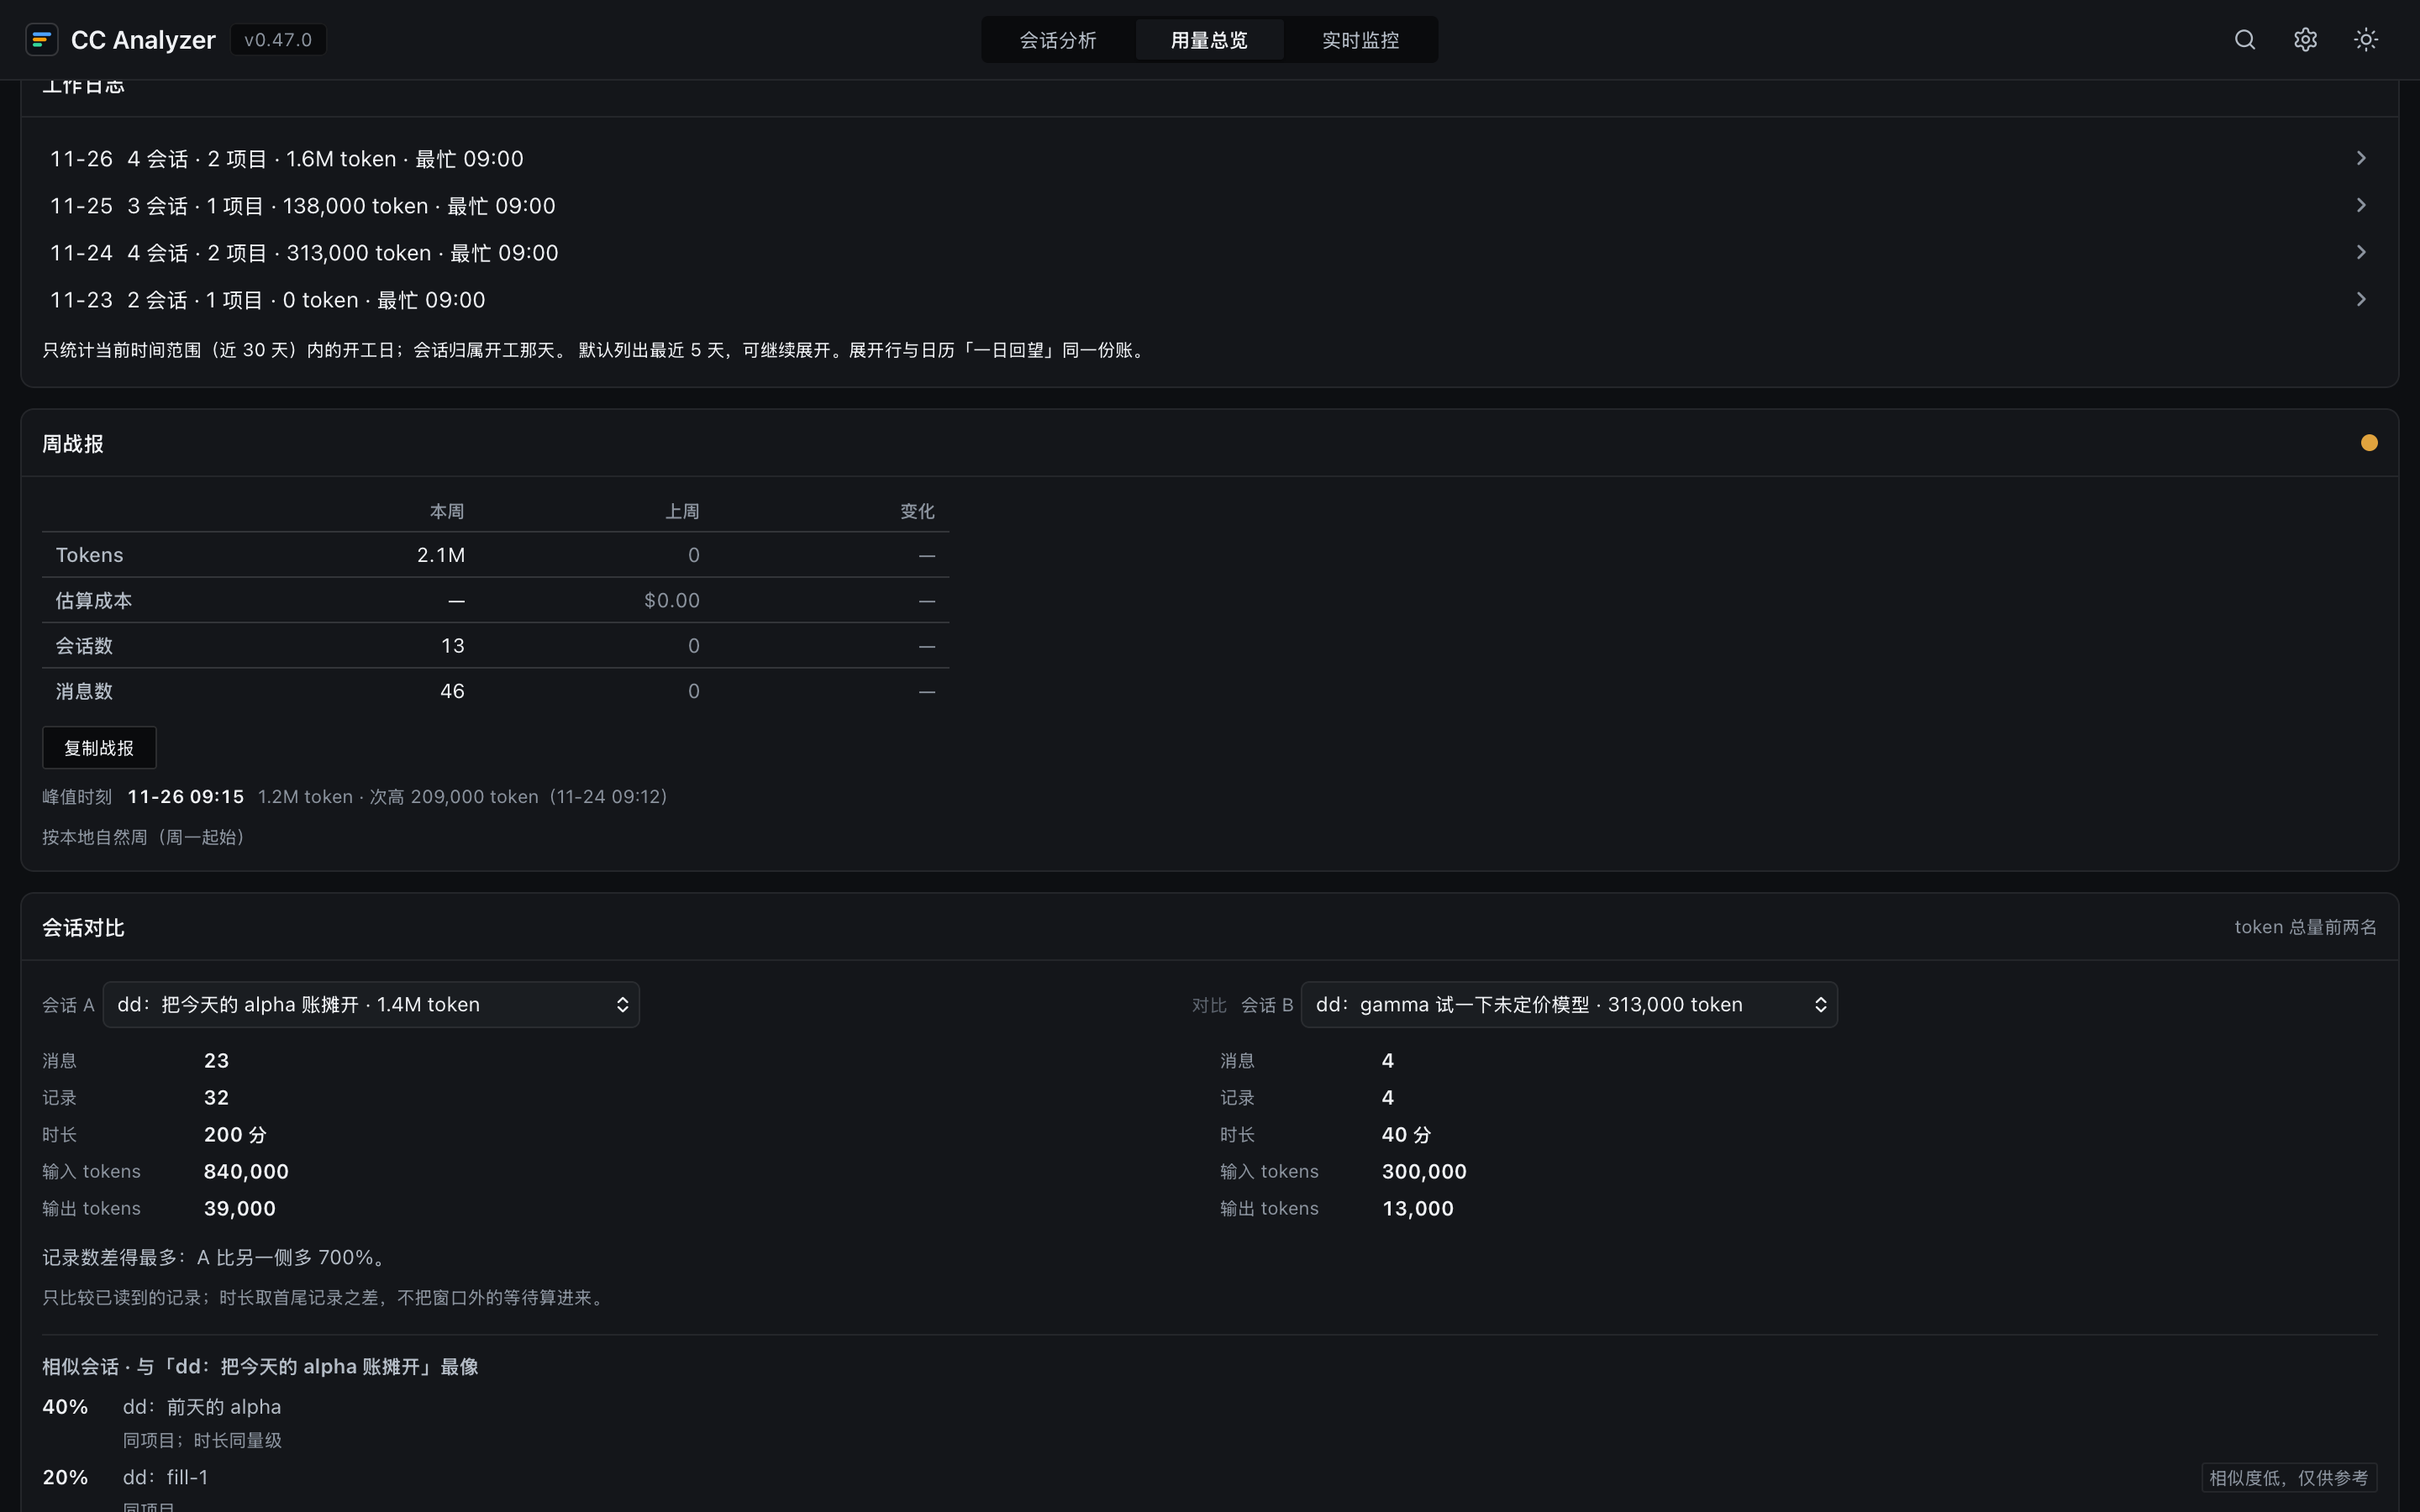 CC Analyzer v0.47.0 会话分析 用量总览 实时监控
工作日志
11-26 4 会话 · 2 项目 · 1.6M token · 最忙 09:00
11-25 3 会话 · 1 项目 · 138,000 token · 最忙 09:00
11-24 4 会话 · 2 项目 · 313,000 token · 最忙 09:00
11-23 2 会话 · 1 项目 · 0 token · 最忙 09:00
只统计当前时间范围（近 30 天）内的开工日；会话归属开工那天。 默认列出最近 5 天，可继续展开。展开行与日历「一日回望」同一份账。
周战报
本周 上周 变化
Tokens 2.1M 0 —
估算成本 — $0.00 —
会话数 13 0 —
消息数 46 0 —
复制战报
峰值时刻 11-26 09:15 1.2M token · 次高 209,000 token（11-24 09:12）
按本地自然周（周一起始）
会话对比 token 总量前两名
会话 A dd：把今天的 alpha 账摊开 · 1.4M token 对比 会话 B dd：gamma 试一下未定价模型 · 313,000 token
消息 23 消息 4
记录 32 记录 4
时长 200 分 时长 40 分
输入 tokens 840,000 输入 tokens 300,000
输出 tokens 39,000 输出 tokens 13,000
记录数差得最多：A 比另一侧多 700%。
只比较已读到的记录；时长取首尾记录之差，不把窗口外的等待算进来。
相似会话 · 与「dd：把今天的 alpha 账摊开」最像
40% dd：前天的 alpha
同项目；时长同量级
20% dd：fill-1 相似度低，仅供参考
同项目